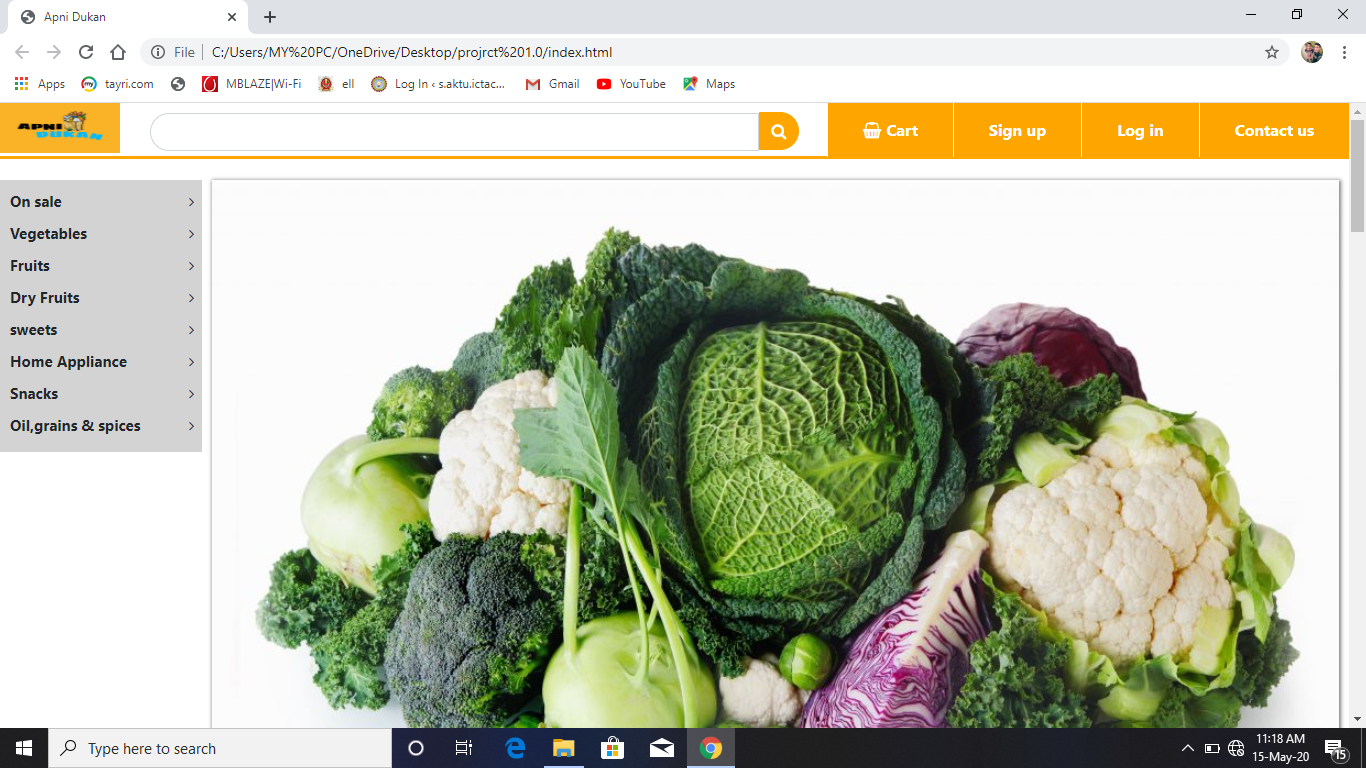 Apni Dukan
File
C:/Users/MY%20PC/OneDrive/Desktop/projrct%201.0/index.html
Apps
my
tayri.com
MBLAZE|Wi-Fi
ell
Log In ‹ s.aktu.ictac...
Gmail
YouTube
Maps
APNI
DUKAN
Cart
Sign up
Log in
Contact us
On sale
Vegetables
Fruits
Dry Fruits
sweets
Home Appliance
Snacks
Oil,grains & spices
Type here to search
11:18 AM
15-May-20
15